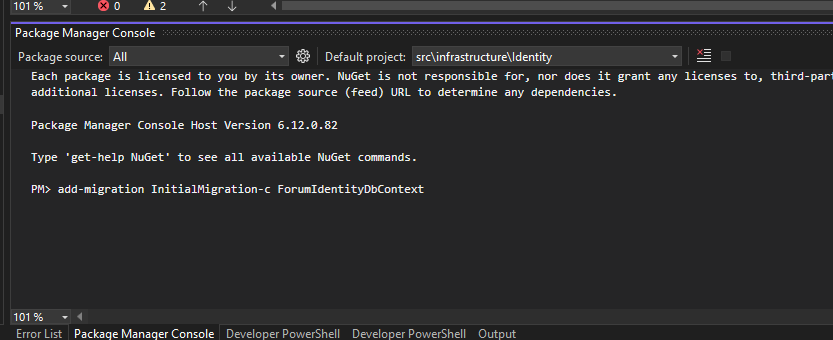 101 %
0
2
Package Manager Console
Package source: All
Default project: src\infrastructure\Identity
Each package is licensed to you by its owner. NuGet is not responsible for, nor does it grant any licenses to, third-part
additional licenses. Follow the package source (feed) URL to determine any dependencies.
Package Manager Console Host Version 6.12.0.82
Type 'get-help NuGet' to see all available NuGet commands.
PM> add-migration InitialMigration-c ForumIdentityDbContext
101 %
Error List Package Manager Console Developer PowerShell Developer PowerShell Output